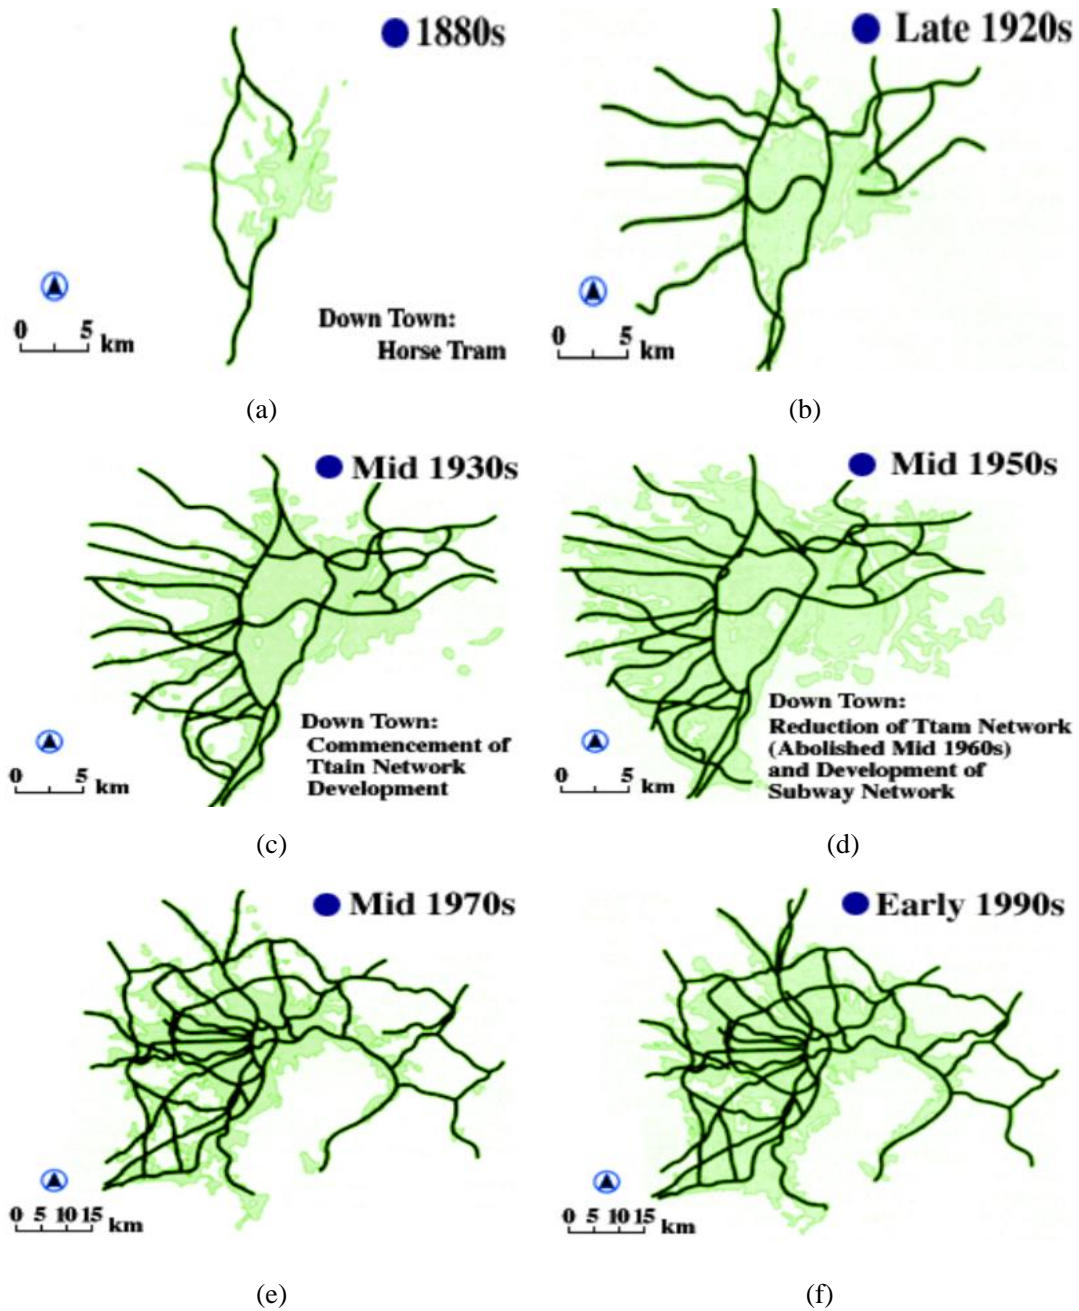 1880s
Late 1920s
0 5 km
Down Town:
Horse Tram
0 5 km
(a)
(b)
Mid 1930s
Mid 1950s
Down Town:
Commencement of
Ttain Network
Development
0 5 km
Down Town:
Reduction of Ttam Network
(Abolished Mid 1960s)
and Development of
Subway Network
0 5 km
(c)
(d)
Mid 1970s
Early 1990s
0 5 10 15 km
0 5 10 15 km
(e)
(f)